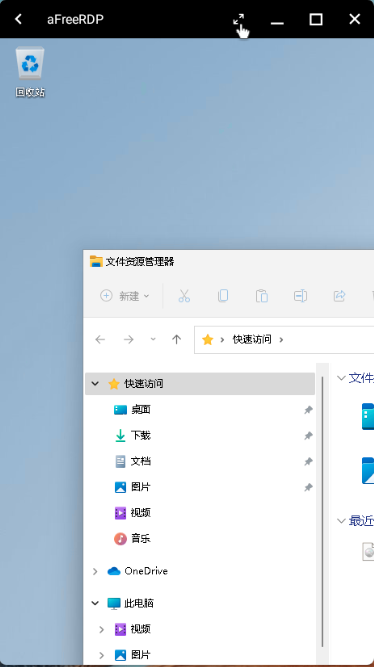 aFreeRDP
回收站
文件资源管理器
新建
快速访问
快速访问
桌面
下载
文档
图片
视频
音乐
OneDrive
此电脑
视频
图片
文件
最近